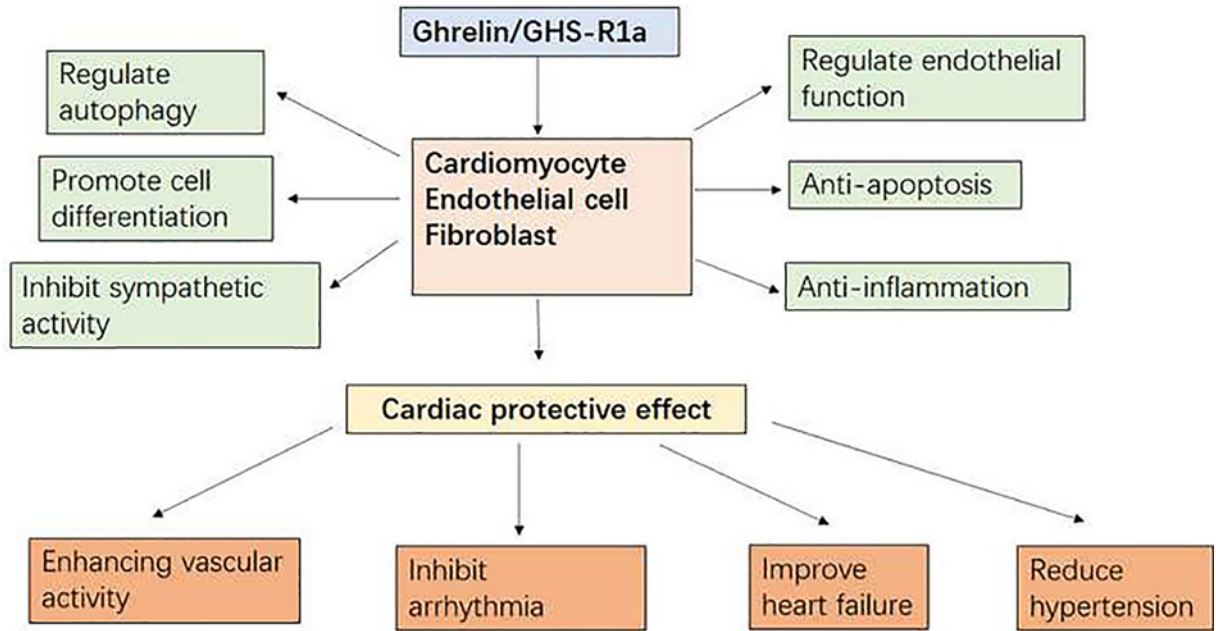 Ghrelin/GHS-R1a
Regulate
autophagy
Regulate endothelial
function
Cardiomyocyte
Endothelial cell
Fibroblast
Promote cell
differentiation
Anti-apoptosis
Inhibit sympathetic
activity
Anti-inflammation
Cardiac protective effect
Enhancing vascular
activity
Inhibit
arrhythmia
Improve
heart failure
Reduce
hypertension